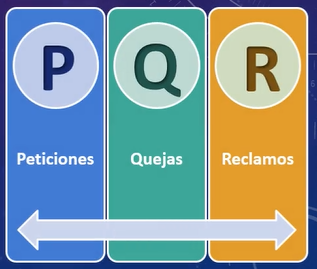 P Q R
Peticiones Quejas Reclamos